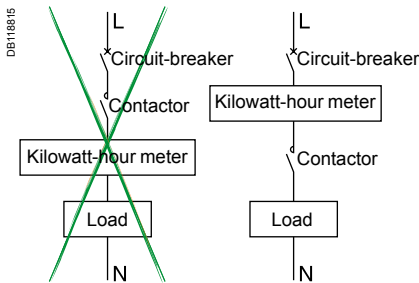 DB118815
L
Circuit-breaker
Contactor
Kilowatt-hour meter
Load
N
L
Circuit-breaker
Kilowatt-hour meter
Contactor
Load
N